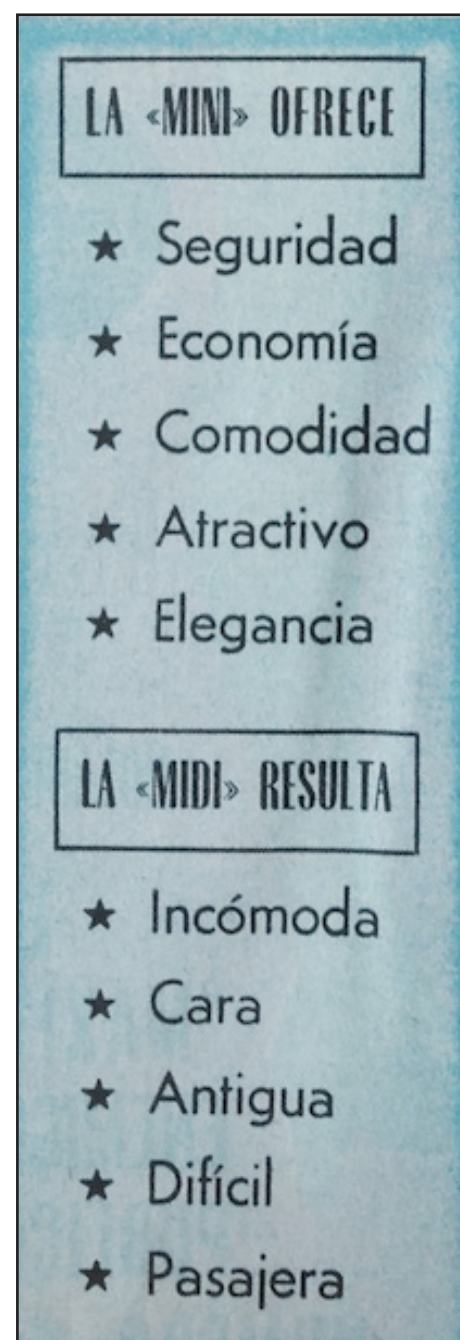 LA «MINI» OFRECE
★ Seguridad
★ Economía
★ Comodidad
★ Atractivo
★ Elegancia
LA «MIDI» RESULTA
★ Incómoda
★ Cara
★ Antigua
★ Difícil
★ Pasajera